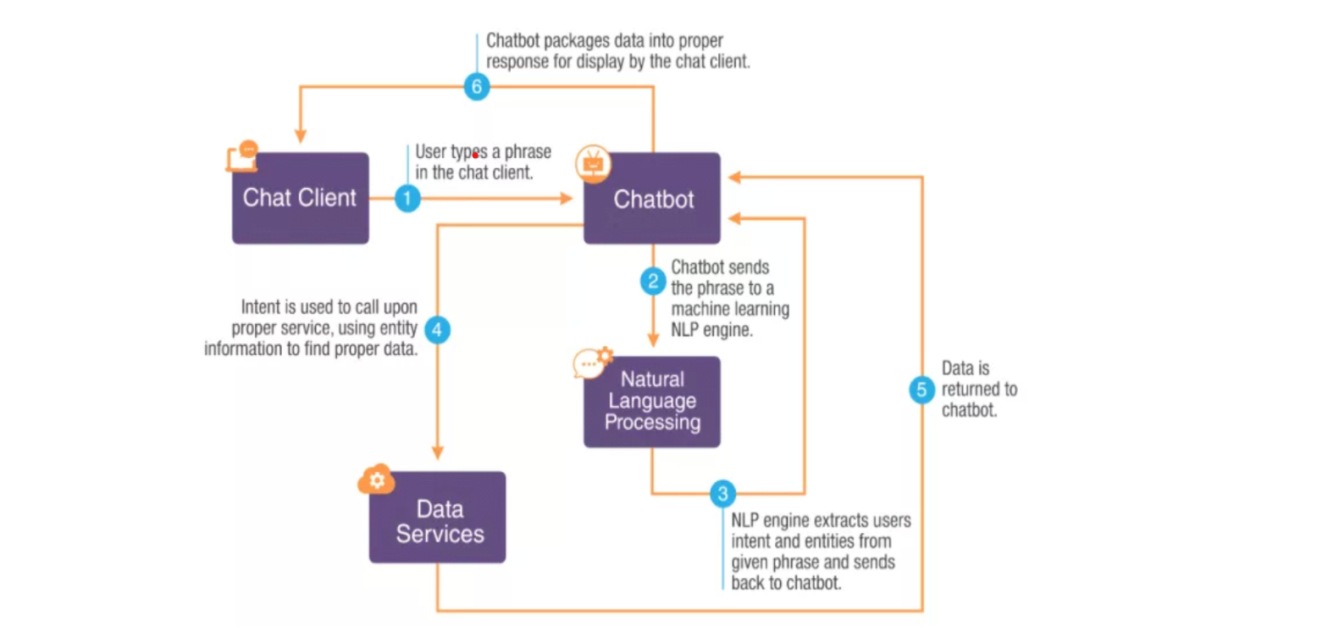 Chatbot packages data into proper
response for display by the chat client.
6
User types a phrase
in the chat client.
Chat Client
1
Chatbot
Chatbot sends
the phrase to a
machine learning
NLP engine.
2
Intent is used to call upon
proper service, using entity
information to find proper data.
4
Natural
Language
Processing
Data is
returned to
chatbot.
5
Data
Services
3
NLP engine extracts users
intent and entities from
given phrase and sends
back to chatbot.